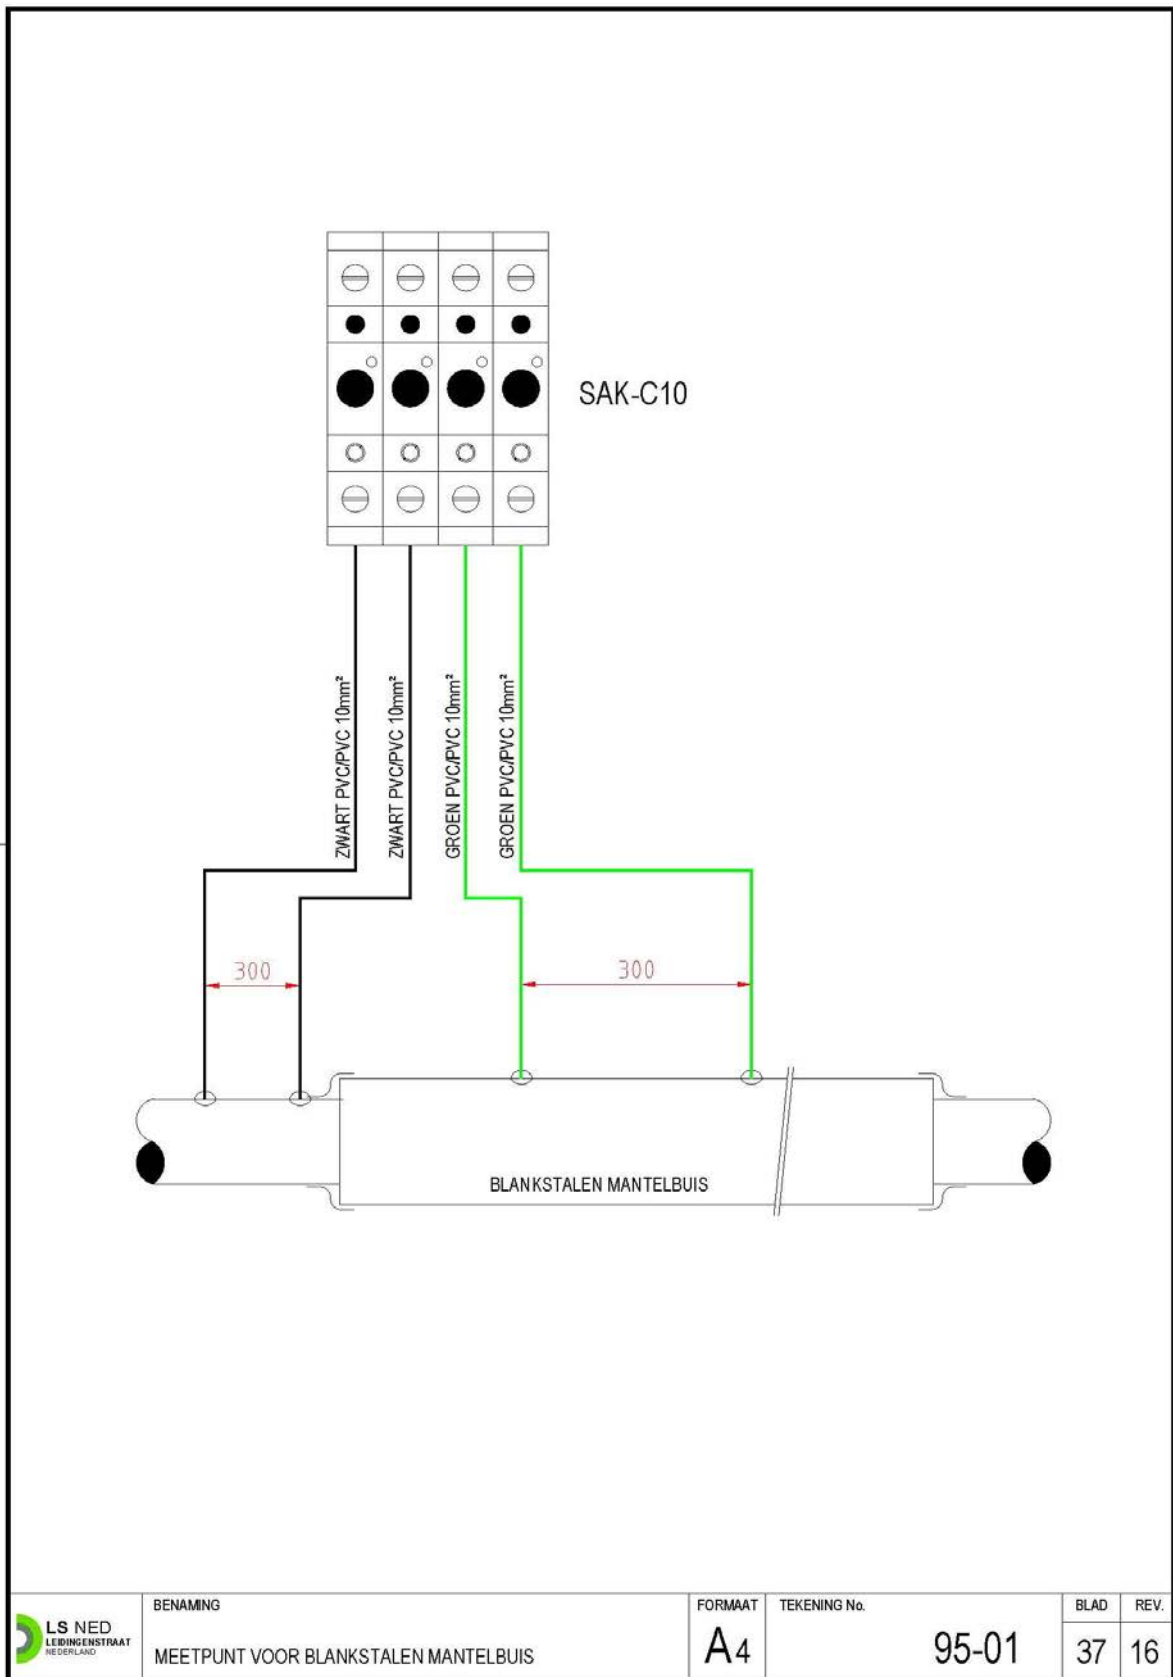 SAK-C10
ZWART PVC/PVC 10mm²
ZWART PVC/PVC 10mm²
GROEN PVC/PVC 10mm²
GROEN PVC/PVC 10mm²
300
300
BLANKSTALEN MANTELBUIS
LS NED
LEIDINGENSTRAAT
NEDERLAND
BENAMING
MEETPUNT VOOR BLANKSTALEN MANTELBUIS
FORMAAT
A4
TEKENING No.
95-01
BLAD
37
REV.
16